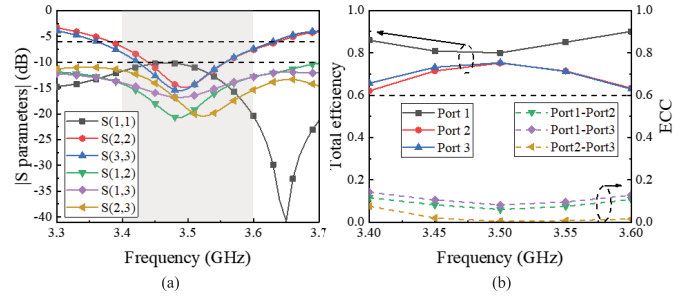 |S parameters| (dB)
0
-5
-10
-15
-20
-25
-30
-35
-40
S(1,1)
S(2,2)
S(3,3)
S(1,2)
S(1,3)
S(2,3)
3.3 3.4 3.5 3.6 3.7
Frequency (GHz)
(a)
Total efficiency
1.0
0.8
0.6
0.4
0.2
0.0
Port 1
Port 2
Port 3
Port1-Port2
Port1-Port3
Port2-Port3
1.0
0.8
0.6
0.4
0.2
0.0
ECC
3.40 3.45 3.50 3.55 3.60
Frequency (GHz)
(b)